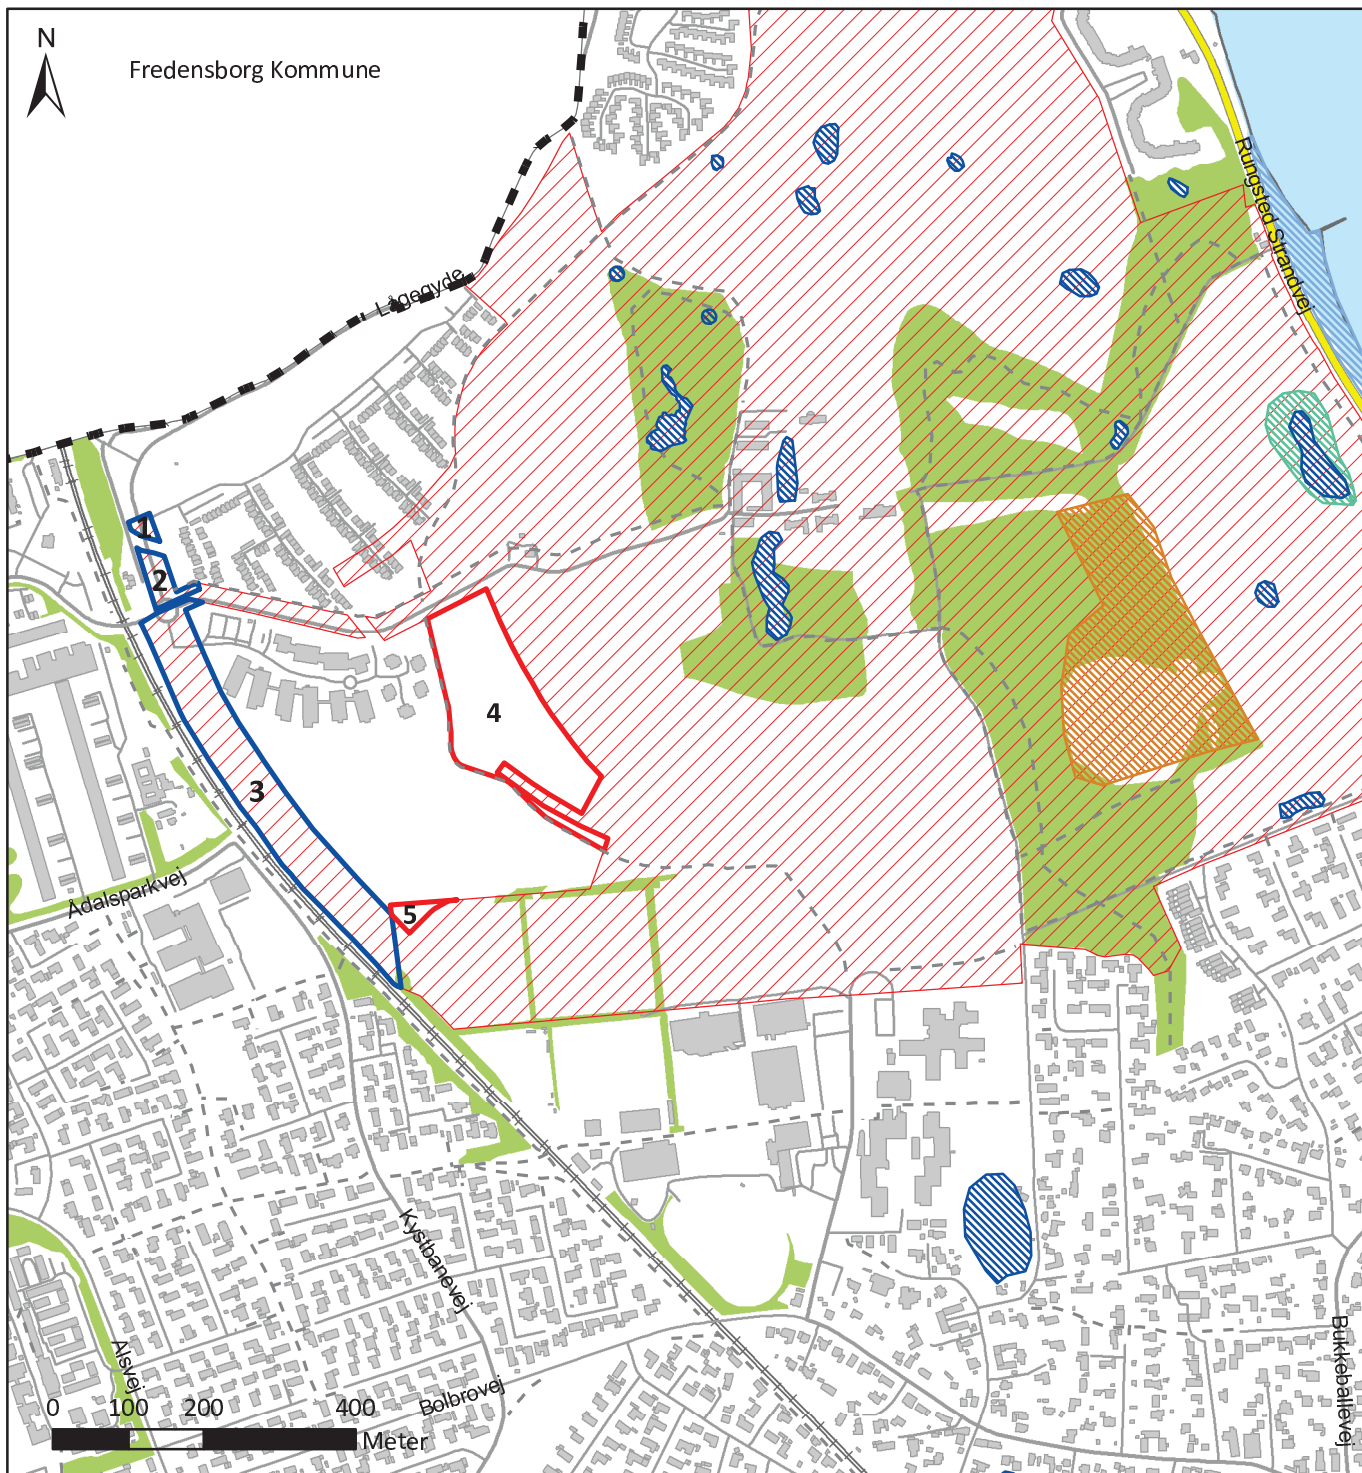 N
Fredensborg Kommune
Rungsted Strandvej
Lågegyde
1
2
4
3
5
Ådalsparkvej
Kystbanevej
Alsvej
Bolbrovej
Bukkeballevej
0 100 200 400
Meter